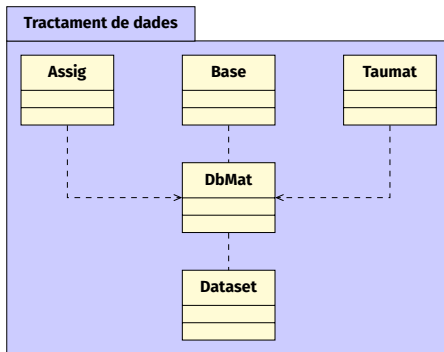 Tractament de dades
Assig
Base
Taumat
DbMat
Dataset